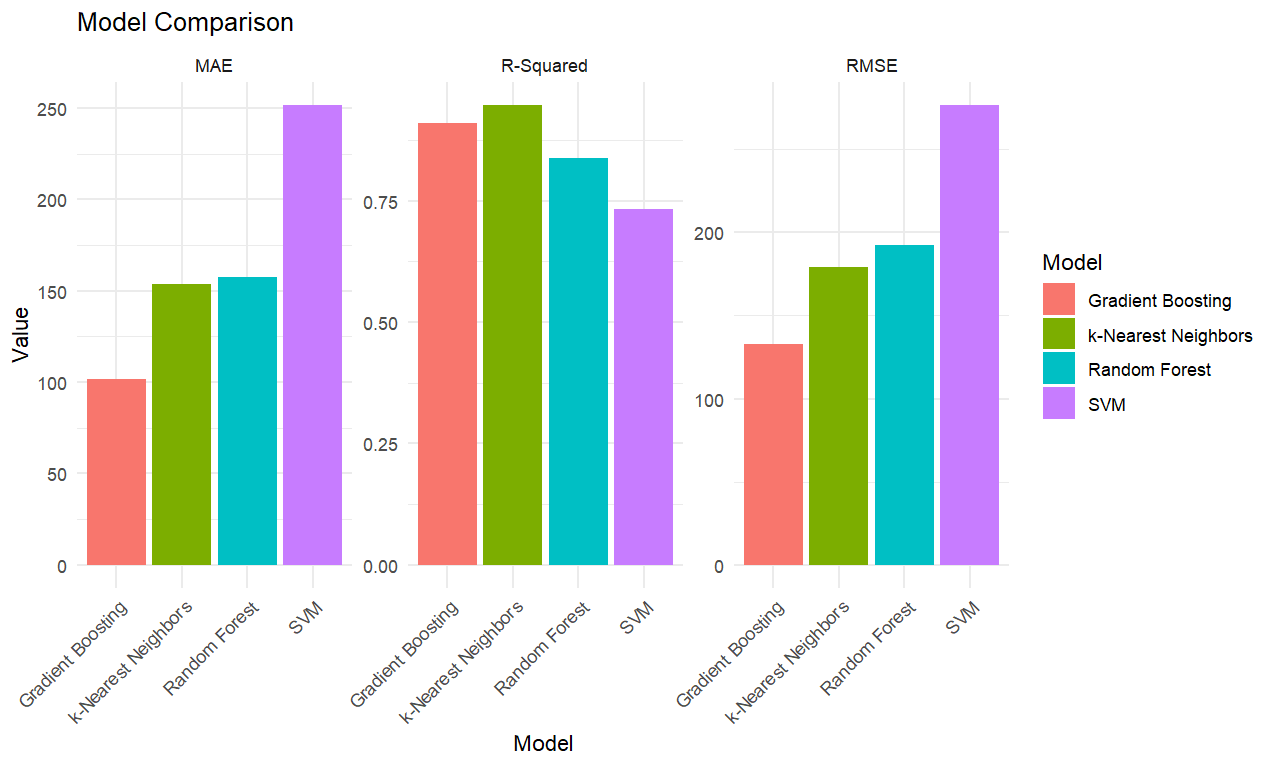 Model Comparison
MAE
R-Squared
RMSE
Value
250
200
150
100
50
0
0.75
0.50
0.25
0.00
200
100
0
Gradient Boosting
k-Nearest Neighbors
Random Forest
SVM
Gradient Boosting
k-Nearest Neighbors
Random Forest
SVM
Gradient Boosting
k-Nearest Neighbors
Random Forest
SVM
Model
Model
Gradient Boosting
k-Nearest Neighbors
Random Forest
SVM